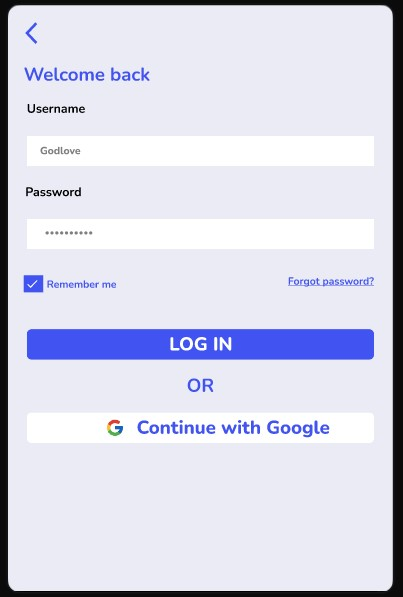 Welcome back
Username
Godlove
Password
••••••••••
Remember me
Forgot password?
LOG IN
OR
Continue with Google